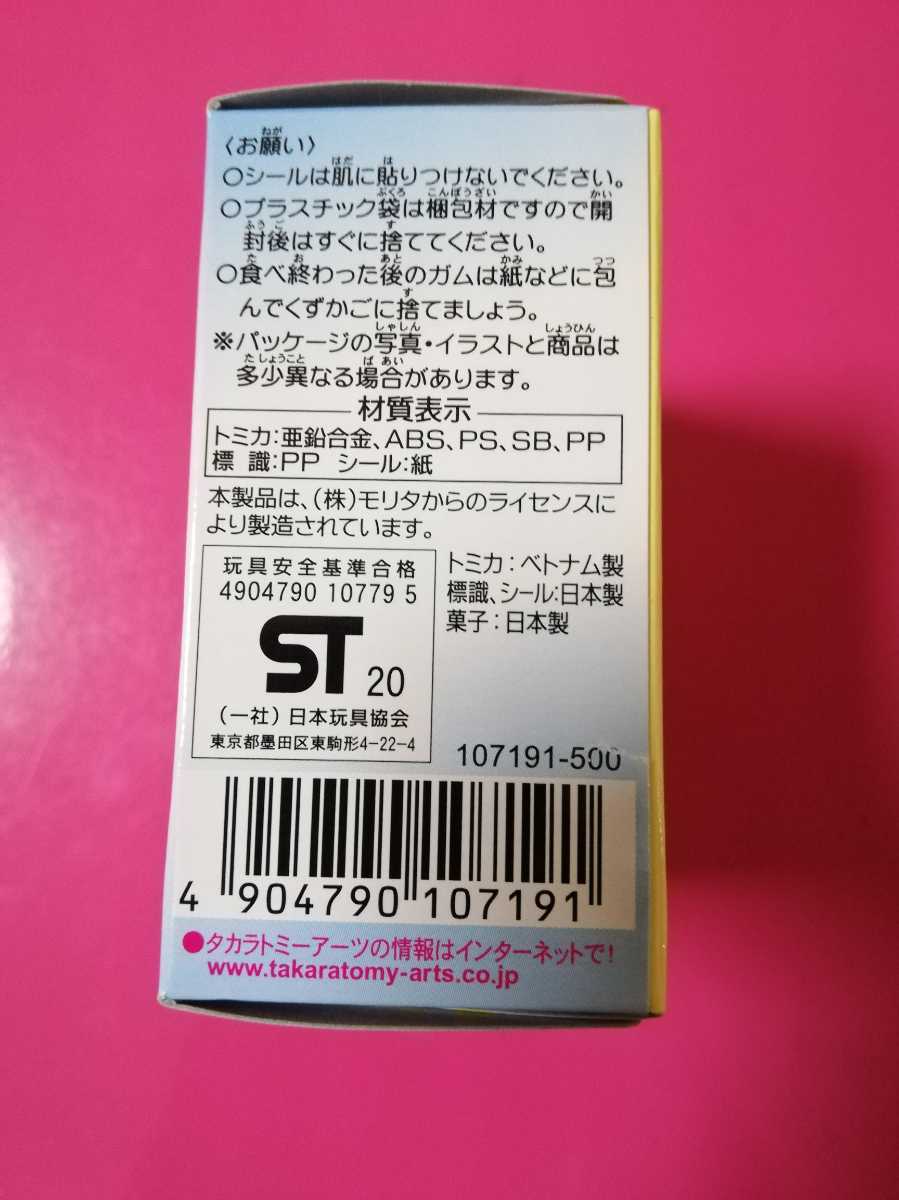 〈お願い〉
○シールは肌に貼りつけないでください。
○プラスチック袋は梱包材ですので開
封後はすぐに捨ててください。
○食べ終わった後のガムは紙などに包
んでくずかごに捨てましょう。
※パッケージの写真・イラストと商品は
多少異なる場合があります。
材質表示
トミカ:亜鉛合金、ABS、PS、SB、PP
標 識:PP シール:紙
本製品は、(株)モリタからのライセンスに
より製造されています。
玩具安全基準合格
4904790 10779 5
ST 20
(一社)日本玩具協会
東京都墨田区東駒形4-22-4
トミカ:ベトナム製
標識、シール:日本製
菓子:日本製
107191-500
4 904790 107191
●タカラトミーアーツの情報はインターネットで!
www.takaratomy-arts.co.jp